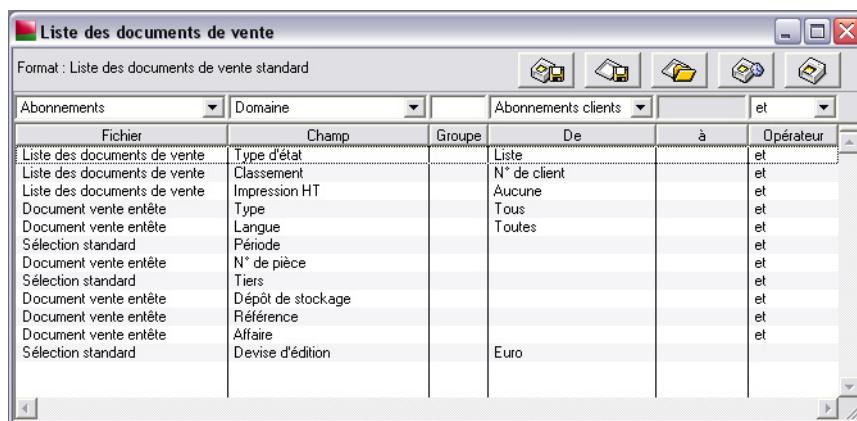 Liste des documents de vente
Format : Liste des documents de vente standard
Abonnements Domaine Abonnements clients et
Fichier Champ Groupe De à Opérateur
Liste des documents de vente Type d'état Liste et
Liste des documents de vente Classement N° de client et
Liste des documents de vente Impression HT Aucune et
Document vente entête Type Tous et
Document vente entête Langue Toutes et
Sélection standard Période et
Document vente entête N° de pièce et
Sélection standard Tiers et
Document vente entête Dépôt de stockage et
Document vente entête Référence et
Document vente entête Affaire et
Sélection standard Devise d'édition Euro